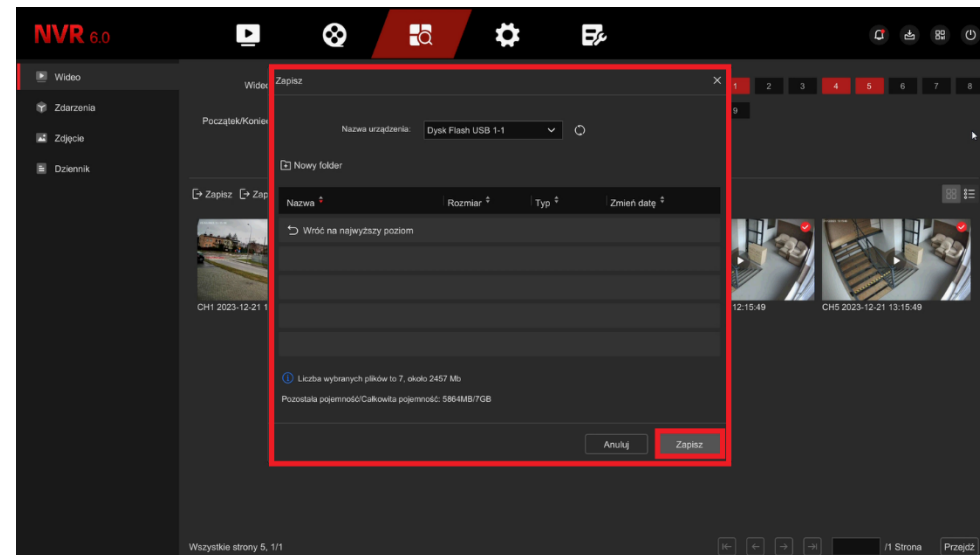 NVR 6.0
Wideo
Zdarzenia
Zdjęcie
Dziennik
Wideo
1 2 3 4 5 6 7 8
9
Początek/Koniec
Zapisz
Nazwa urządzenia: Dysk Flash USB 1-1
Nowy folder
Nazwa Rozmiar Typ Zmień datę
Wróć na najwyższy poziom
Liczba wybranych plików to 7, około 2457 Mb
Pozostała pojemność/Całkowita pojemność: 5864MB/7GB
Anuluj Zapisz
Zapisz
CH1 2023-12-21
12:15:49
CH5 2023-12-21 13:15:49
Wszystkie strony 5, 1/1
/1 Strona Przejdź